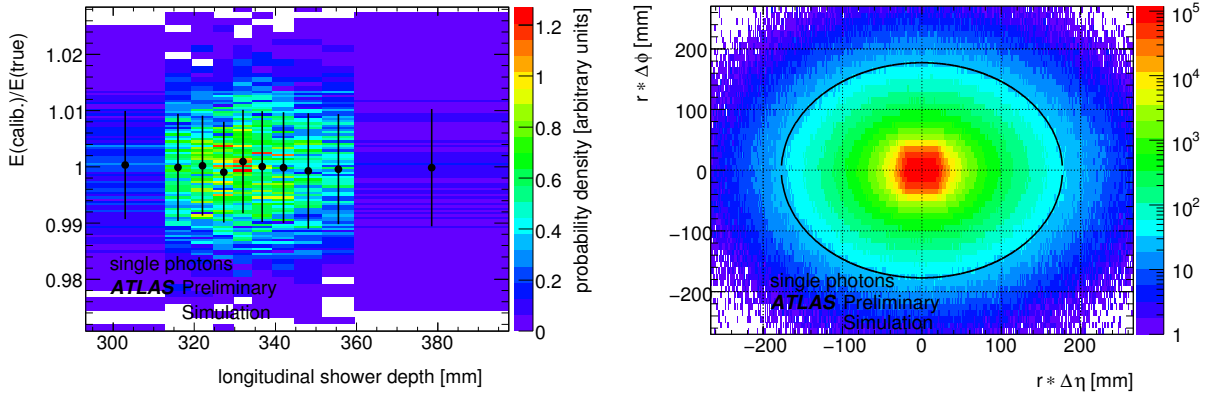 E(calib.)/E(true)
1.02
1.01
1
0.99
0.98
300 320 340 360 380
longitudinal shower depth [mm]
single photons
ATLAS Preliminary
Simulation
1.2
1
0.8
0.6
0.4
0.2
0
probability density [arbitrary units]
r * Δϕ [mm]
200
100
0
-100
-200
-200 -100 0 100 200
r * Δη [mm]
single photons
ATLAS Preliminary
Simulation
10⁵
10⁴
10³
10²
10
1